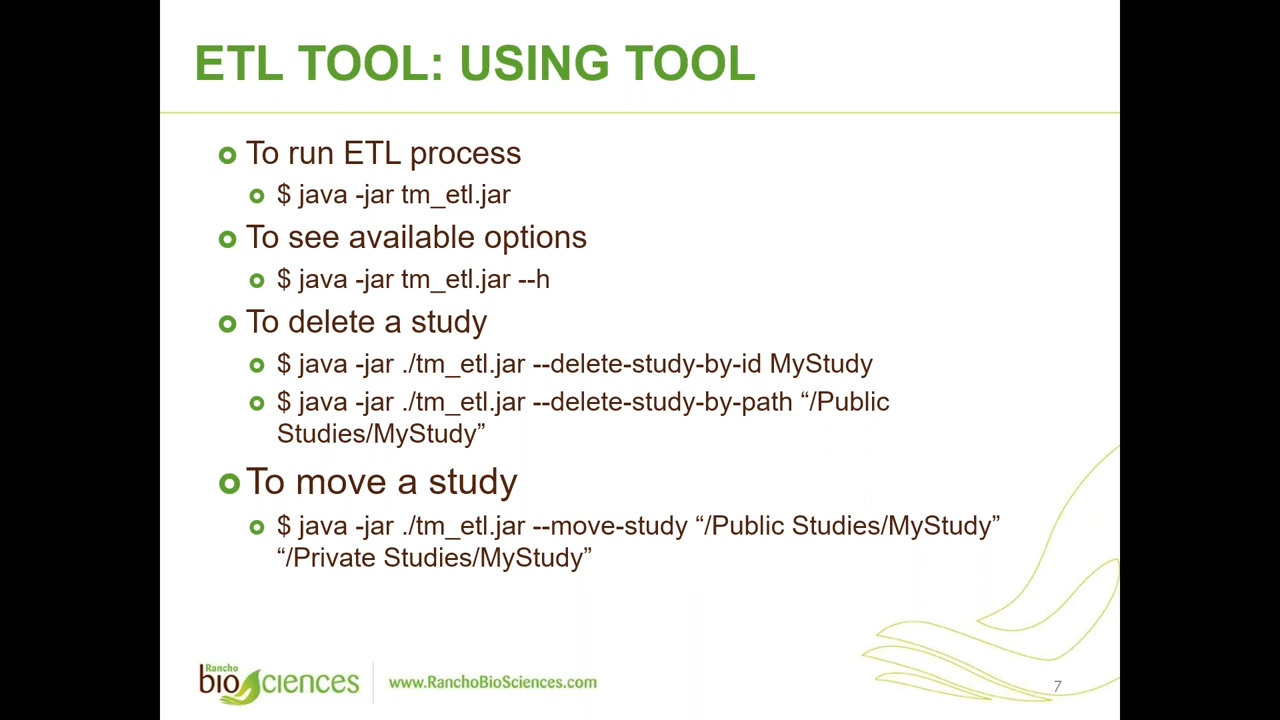 ETL TOOL: USING TOOL
To run ETL process
$ java -jar tm_etl.jar
To see available options
$ java -jar tm_etl.jar --h
To delete a study
$ java -jar ./tm_etl.jar --delete-study-by-id MyStudy
$ java -jar ./tm_etl.jar --delete-study-by-path “/Public
Studies/MyStudy”
To move a study
$ java -jar ./tm_etl.jar --move-study “/Public Studies/MyStudy”
“/Private Studies/MyStudy”
Rancho
bioSciences
www.RanchoBioSciences.com
7